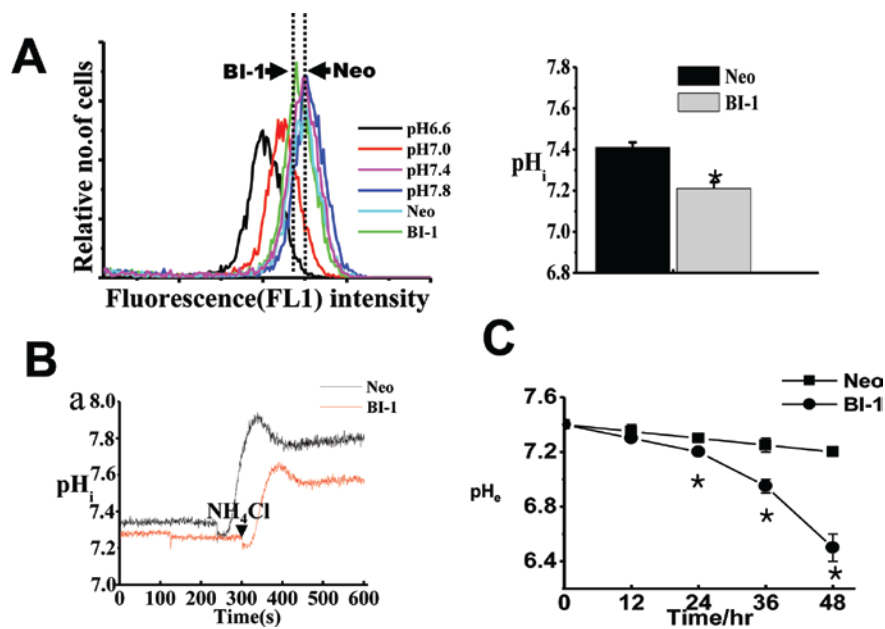 A
Relative no.of cells
BI-1
Neo
pH6.6
pH7.0
pH7.4
pH7.8
Neo
BI-1
Fluorescence(FL1) intensity
Neo
BI-1
pHi
7.8
7.6
7.4
7.2
7.0
6.8
*
B
a
Neo
BI-1
pHi
8.0
7.8
7.6
7.4
7.2
7.0
NH4Cl
0 100 200 300 400 500 600
Time(s)
C
Neo
BI-1
pHe
7.6
7.2
6.8
6.4
*
*
*
0 12 24 36 48
Time/hr